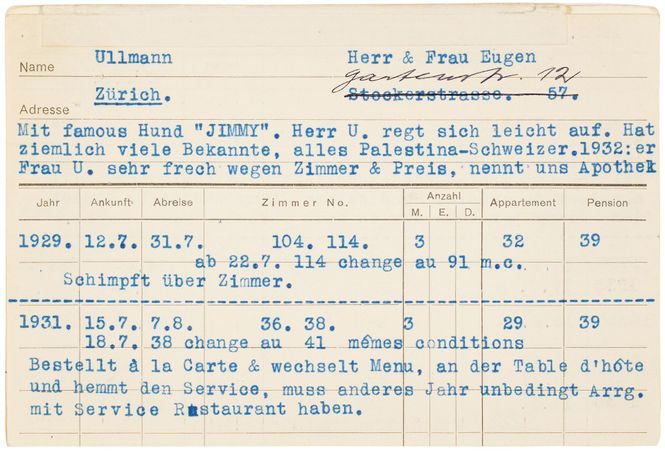 Name Ullmann Herr & Frau Eugen
Gartenstr. 12
Adresse Zürich. Stockerstrasse. 57.
Mit famous Hund "JIMMY". Herr U. regt sich leicht auf. Hat
ziemlich viele Bekannte, alles Palestina-Schweizer.1932:er
Frau U. sehr frech wegen Zimmer & Preis, nennt uns Apothek
Jahr Ankunft Abreise Zimmer No. Anzahl Appartement Pension
M. E. D.
1929. 12.7. 31.7. 104. 114. 3 32 39
ab 22.7. 114 change au 91 m.c.
Schimpft über Zimmer.
1931. 15.7. 7.8. 36. 38. 3 29 39
18.7. 38 change au 41 mémes conditions
Bestellt à la Carte & wechselt Menu, an der Table d'hôte
und hemmt den Service, muss anderes Jahr unbedingt Arrg.
mit Service Restaurant haben.